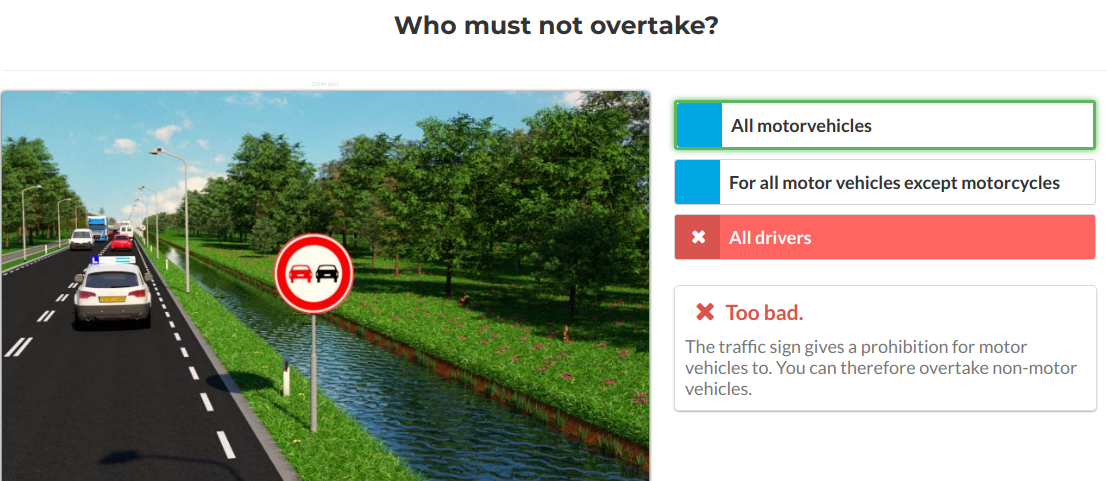 Who must not overtake?
All motorvehicles
For all motor vehicles except motorcycles
All drivers
Too bad.
The traffic sign gives a prohibition for motor
vehicles to. You can therefore overtake non-motor
vehicles.